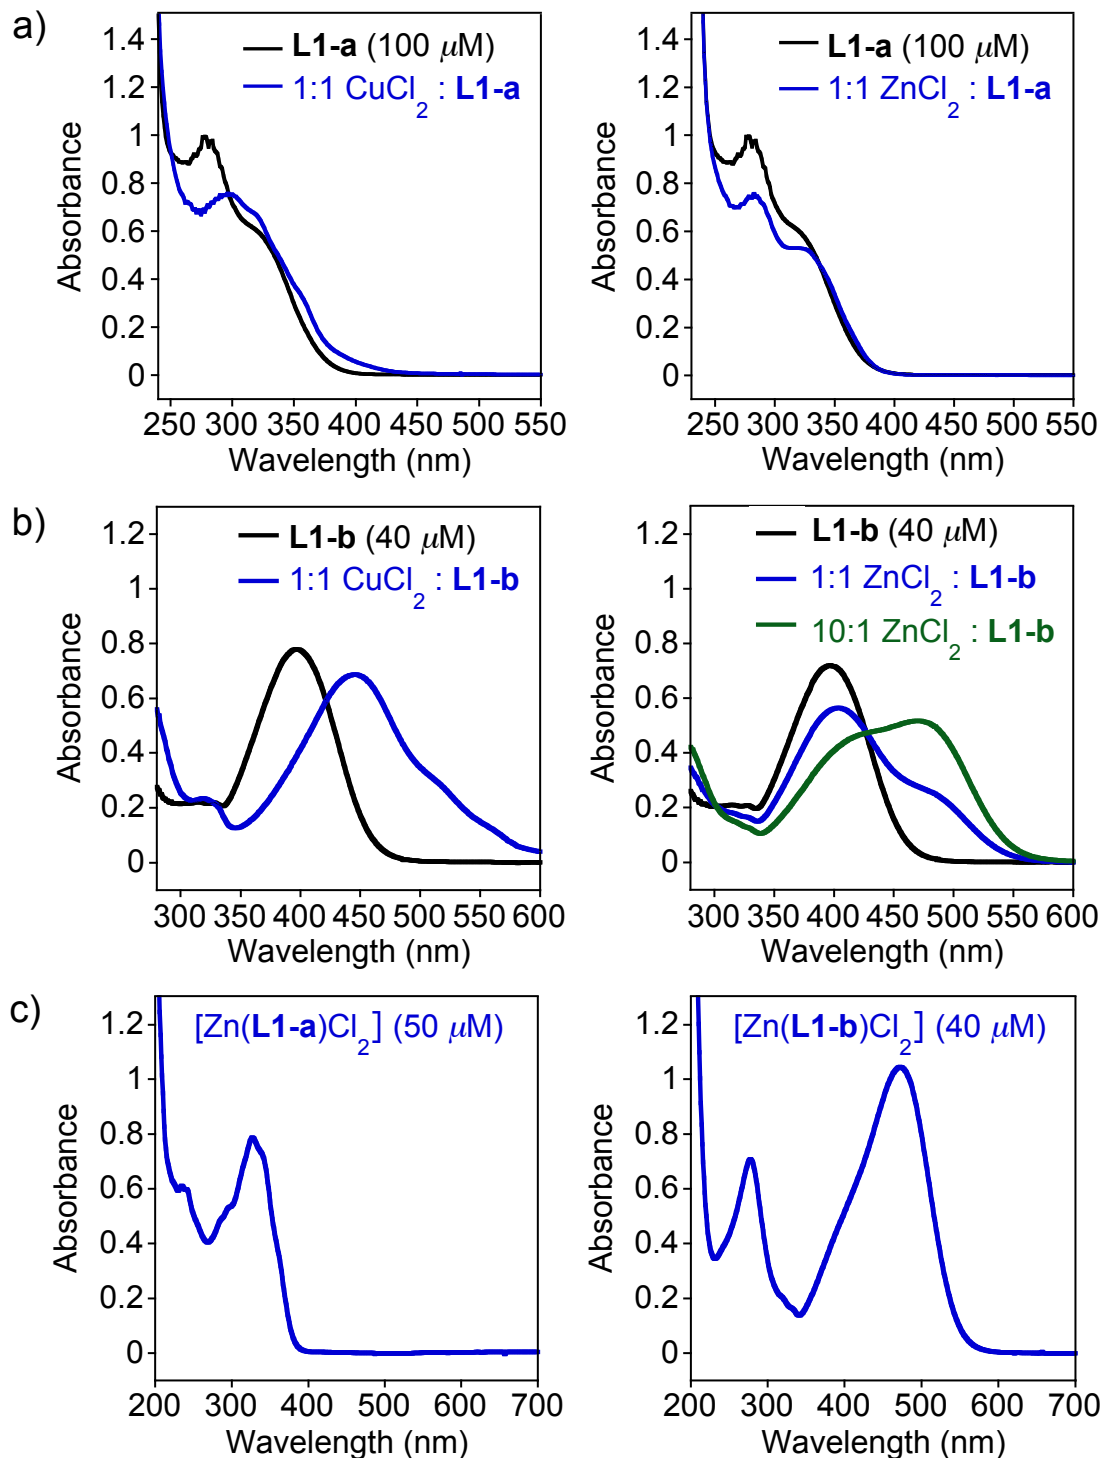 a)
L1-a (100 μM)
1:1 CuCl2 : L1-a
Absorbance
1.4
1.2
1
0.8
0.6
0.4
0.2
0
250 300 350 400 450 500 550
Wavelength (nm)
L1-a (100 μM)
1:1 ZnCl2 : L1-a
Absorbance
1.4
1.2
1
0.8
0.6
0.4
0.2
0
250 300 350 400 450 500 550
Wavelength (nm)
b)
L1-b (40 μM)
1:1 CuCl2 : L1-b
Absorbance
1.2
1
0.8
0.6
0.4
0.2
0
300 350 400 450 500 550 600
Wavelength (nm)
L1-b (40 μM)
1:1 ZnCl2 : L1-b
10:1 ZnCl2 : L1-b
Absorbance
1.2
1
0.8
0.6
0.4
0.2
0
300 350 400 450 500 550 600
Wavelength (nm)
c)
[Zn(L1-a)Cl2] (50 μM)
Absorbance
1.2
1
0.8
0.6
0.4
0.2
0
200 300 400 500 600 700
Wavelength (nm)
[Zn(L1-b)Cl2] (40 μM)
Absorbance
1.2
1
0.8
0.6
0.4
0.2
0
200 300 400 500 600 700
Wavelength (nm)